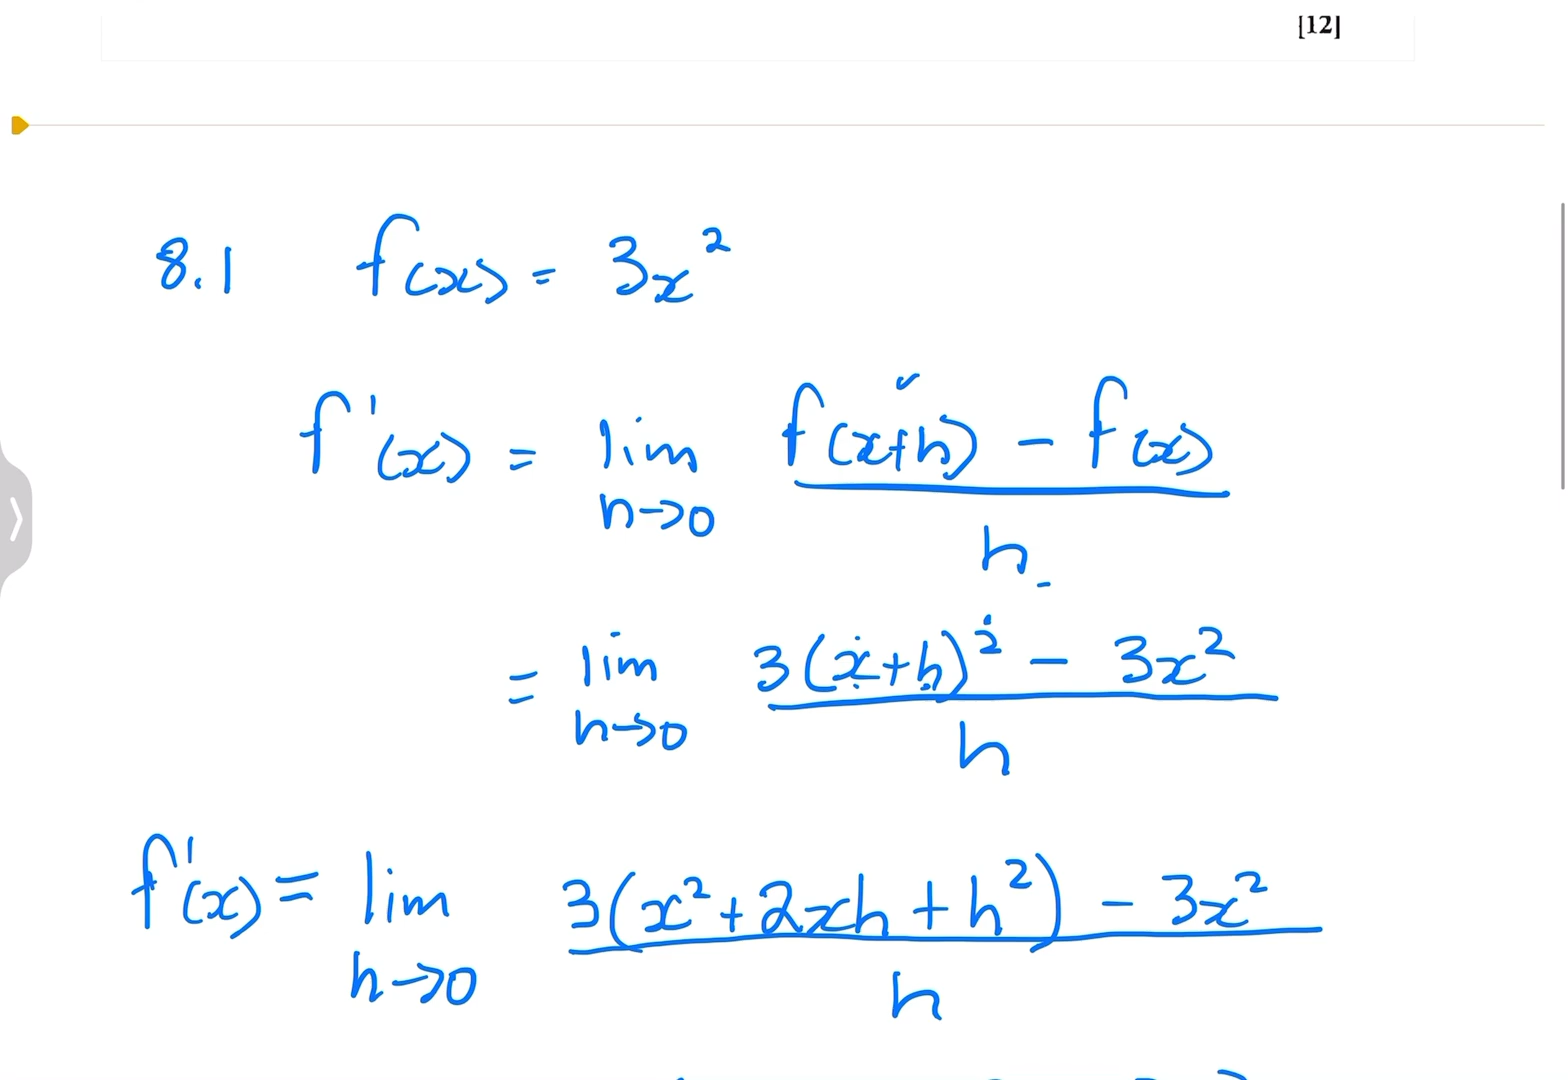 [12]
8.1 f(x) = 3x²
f'(x) = lim h→0 f(x+h) - f(x) / h
= lim h→0 3(x+h)² - 3x² / h
f'(x) = lim h→0 3(x²+2xh+h²) - 3x² / h